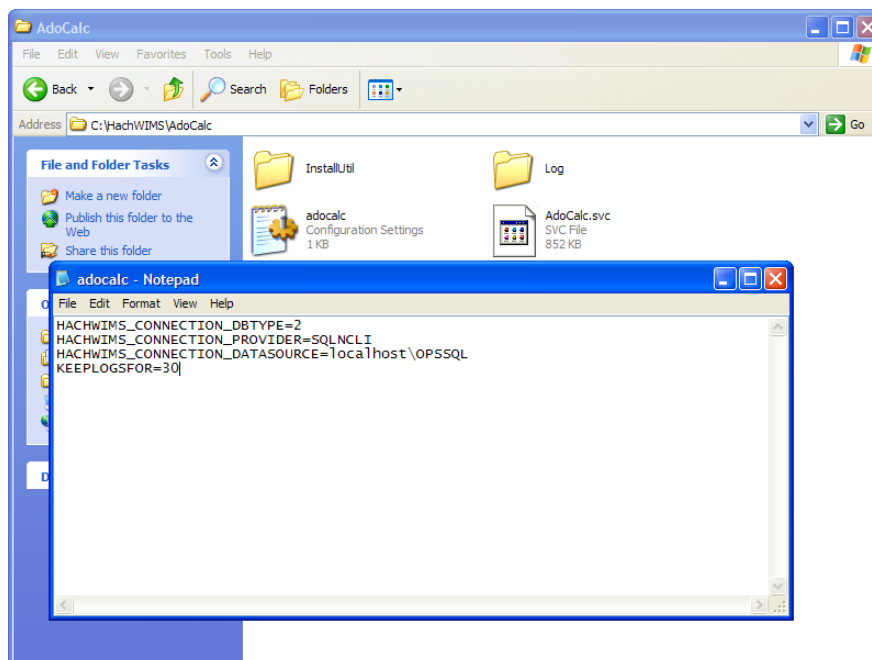 AdoCalc
File Edit View Favorites Tools Help
Back Search Folders
Address C:\HachWIMS\AdoCalc Go
File and Folder Tasks
Make a new folder
Publish this folder to the
Web
Share this folder
InstallUtil
Log
adocalc
Configuration Settings
1 KB
AdoCalc.svc
SVC File
852 KB
O
D
adocalc - Notepad
File Edit Format View Help
HACHWIMS_CONNECTION_DBTYPE=2
HACHWIMS_CONNECTION_PROVIDER=SQLNCLI
HACHWIMS_CONNECTION_DATASOURCE=localhost\OPSSQL
KEEPLOGSFOR=30